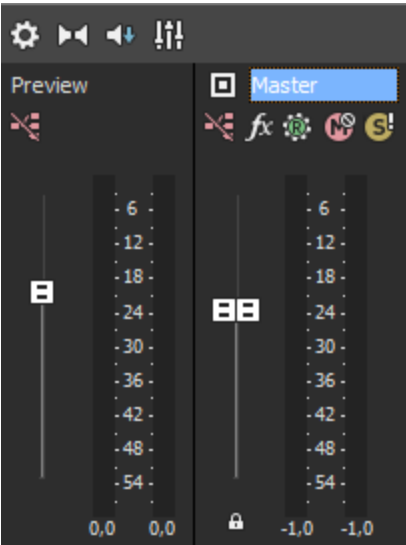 Preview
Master
fx R M S!
- 6 - - 6 -
- 12 - - 12 -
- 18 - - 18 -
- 24 - - 24 -
- 30 - - 30 -
- 36 - - 36 -
- 42 - - 42 -
- 48 - - 48 -
- 54 - - 54 -
0,0 0,0 -1,0 -1,0